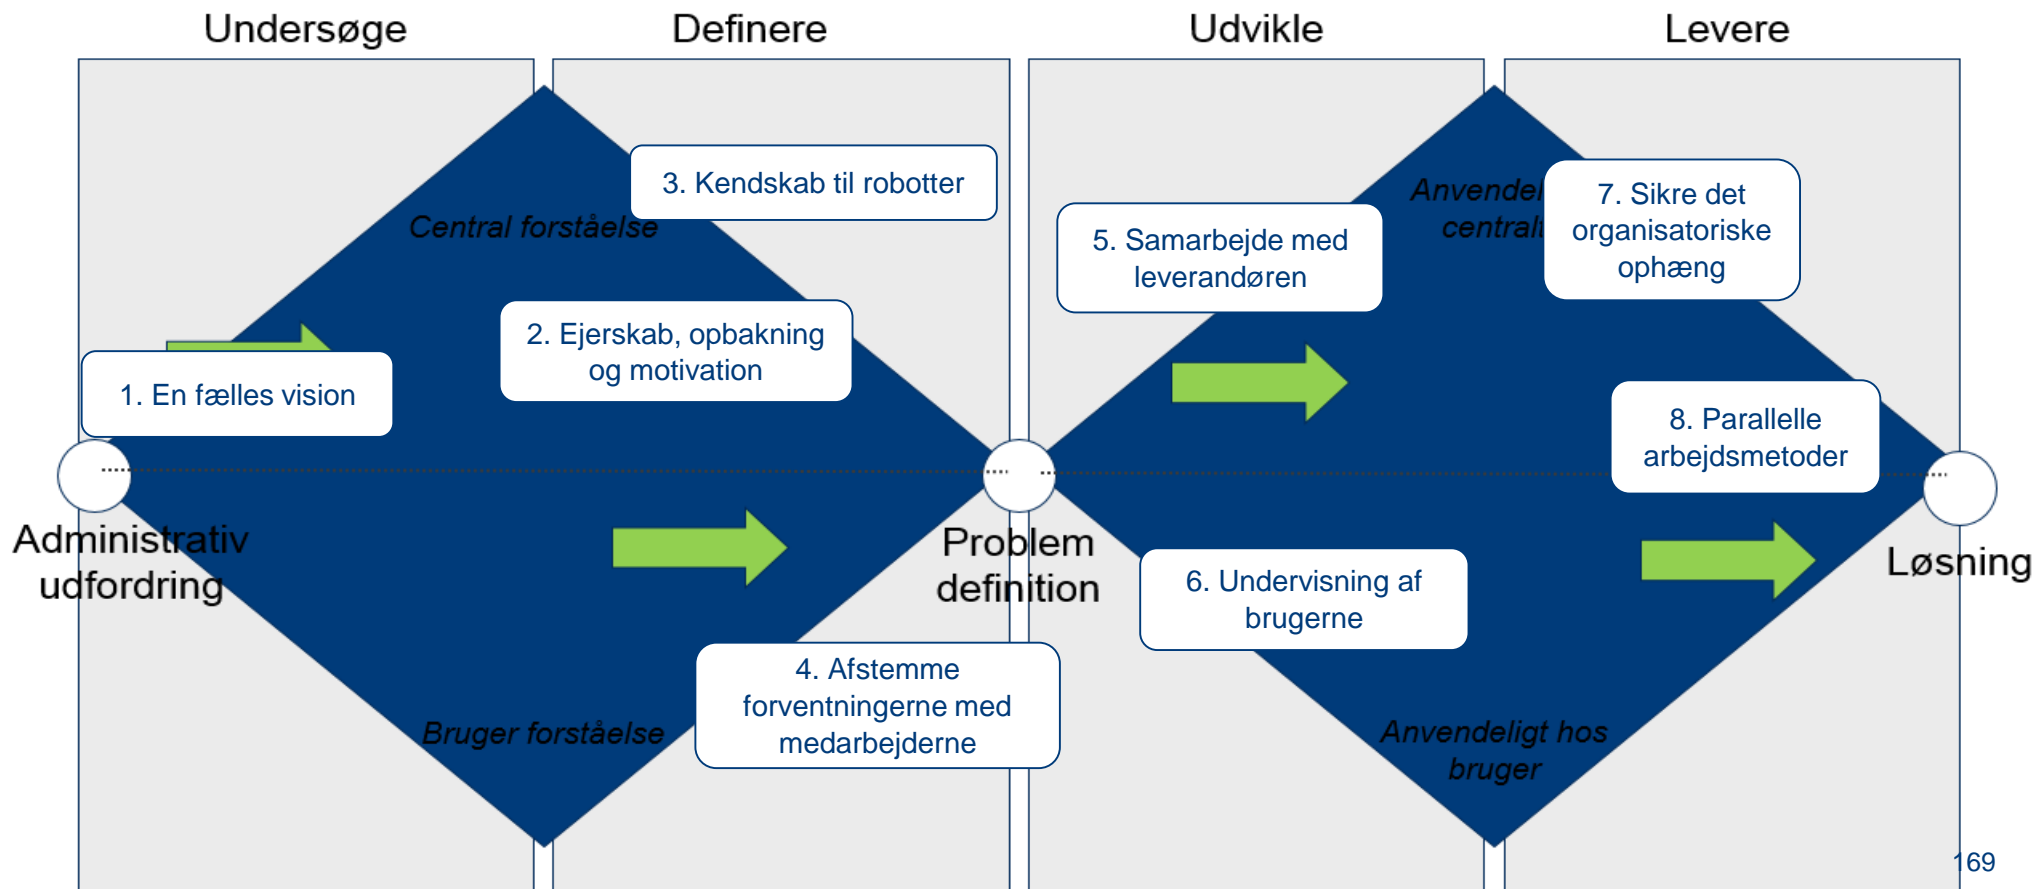 Undersøge
Definere
Udvikle
Levere
3. Kendskab til robotter
Central forståelse
2. Ejerskab, opbakning
og motivation
1. En fælles vision
Administrativ
udfordring
Bruger forståelse
4. Afstemme
forventningerne med
medarbejderne
Problem
definition
5. Samarbejde med
leverandøren
7. Sikre det
organisatoriske
ophæng
8. Parallelle
arbejdsmetoder
6. Undervisning af
brugerne
Anvendeligt hos
bruger
Løsning
169